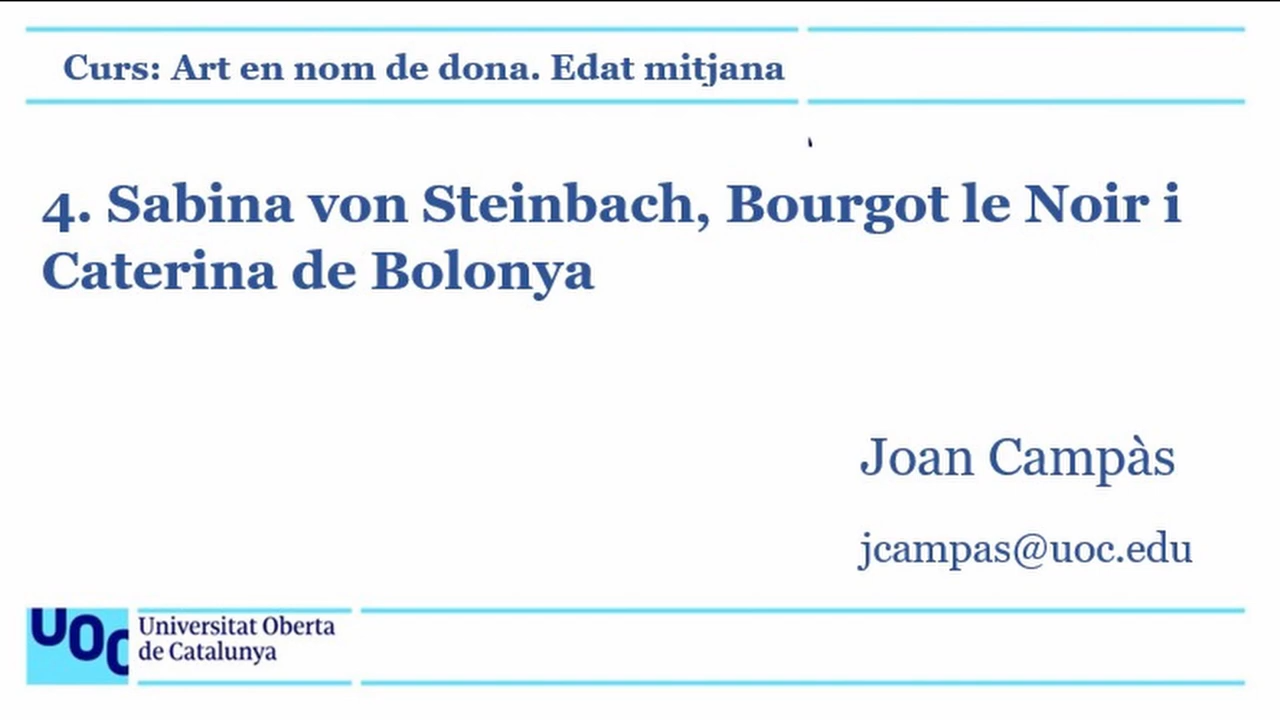 Curs: Art en nom de dona. Edat mitjana
4. Sabina von Steinbach, Bourgot le Noir i
Caterina de Bolonya
Joan Campàs
jcampas@uoc.edu
UOC
Universitat Oberta
de Catalunya